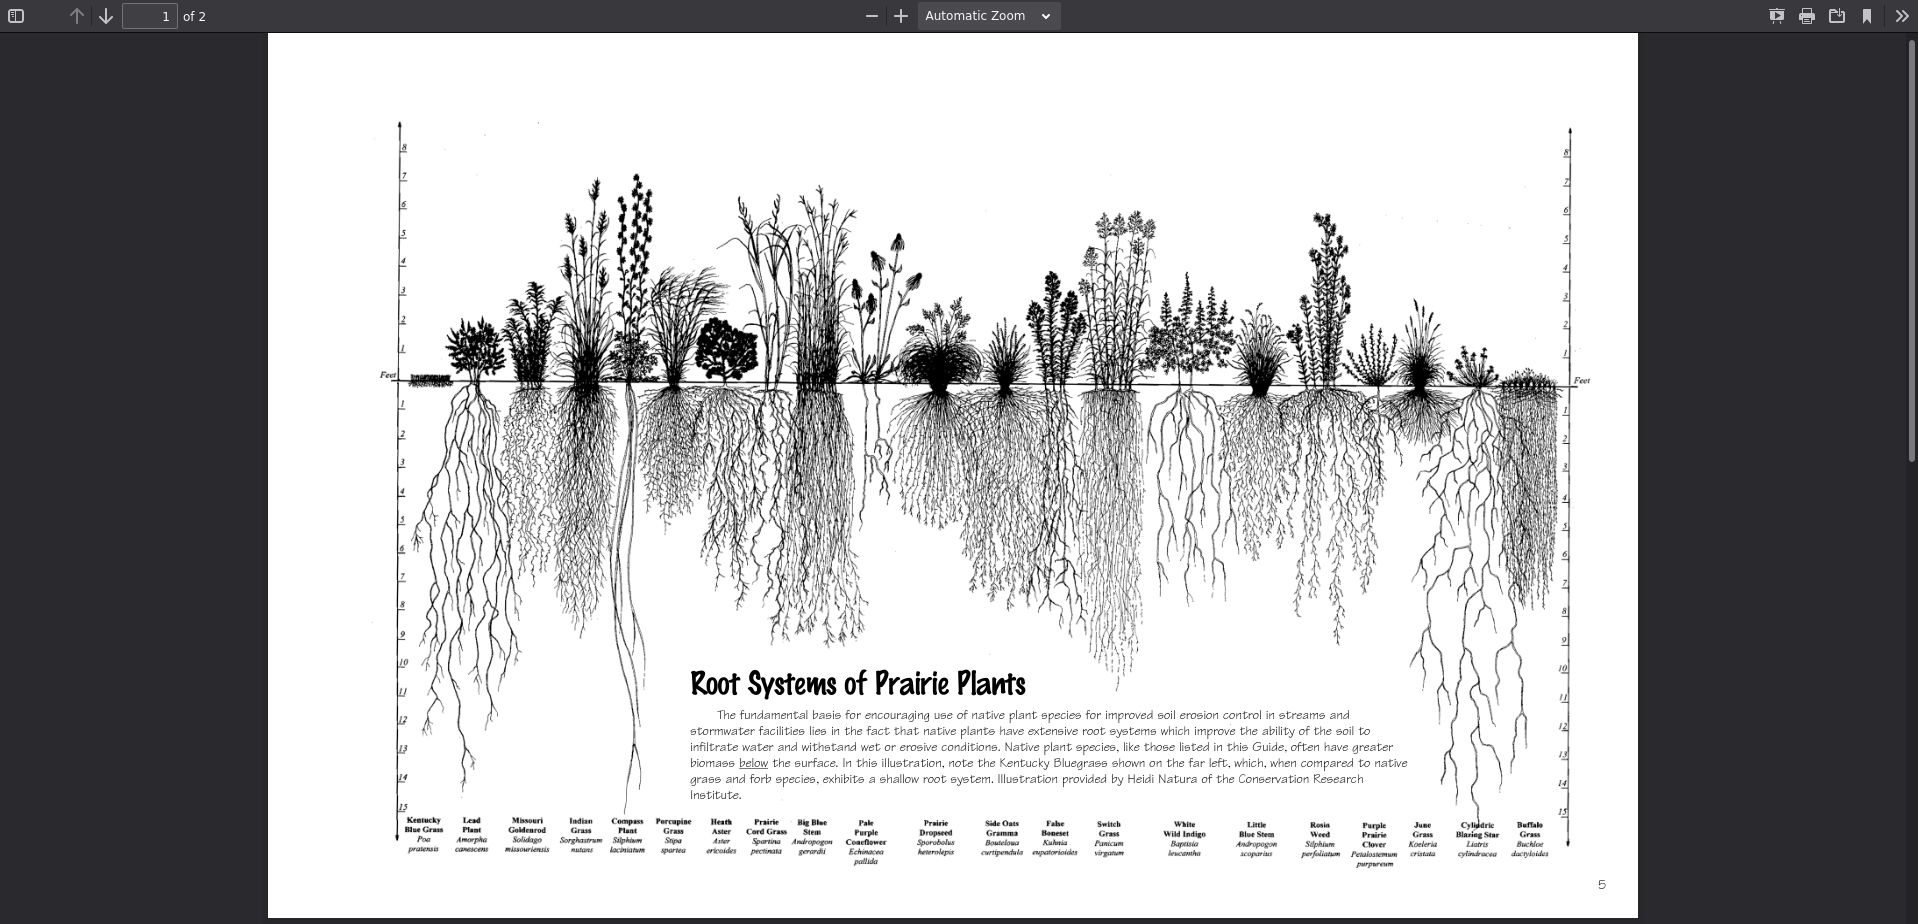 1 of 2 Automatic Zoom
8 8
7 7
6 6
5 5
4 4
3 3
2 2
1 1
Feet Feet
1 1
2 2
3 3
4 4
5 5
6 6
7 7
8 8
9 9
10 10
11 11
12 12
13 13
14 14
15 15
Root Systems of Prairie Plants
The fundamental basis for encouraging use of native plant species for improved soil erosion control in streams and
stormwater facilities lies in the fact that native plants have extensive root systems which improve the ability of the soil to
infiltrate water and withstand wet or erosive conditions. Native plant species, like those listed in this Guide, often have greater
biomass below the surface. In this illustration, note the Kentucky Bluegrass shown on the far left, which, when compared to native
grass and forb species, exhibits a shallow root system. Illustration provided by Heidi Natura of the Conservation Research
Institute.
Kentucky
Blue Grass
Poa
pratensis
Lead
Plant
Amorpha
canescens
Missouri
Goldenrod
Solidago
missouriensis
Indian
Grass
Sorghastrum
nutans
Compass
Plant
Silphium
laciniatum
Porcupine
Grass
Stipa
spartea
Heath
Aster
Aster
ericoides
Prairie
Cord Grass
Spartina
pectinata
Big Blue
Stem
Andropogon
gerardii
Pale
Purple
Coneflower
Echinacea
pallida
Prairie
Dropseed
Sporobolus
heterolepis
Side Oats
Gramma
Bouteloua
curtipendula
False
Boneset
Kuhnia
eupatorioides
Switch
Grass
Panicum
virgatum
White
Wild Indigo
Baptisia
leucantha
Little
Blue Stem
Andropogon
scoparius
Rosin
Weed
Silphium
perfoliatum
Purple
Prairie
Clover
Petalostemum
purpureum
June
Grass
Koeleria
cristata
Cylindric
Blazing Star
Liatris
cylindracea
Buffalo
Grass
Buchloe
dactyloides
5